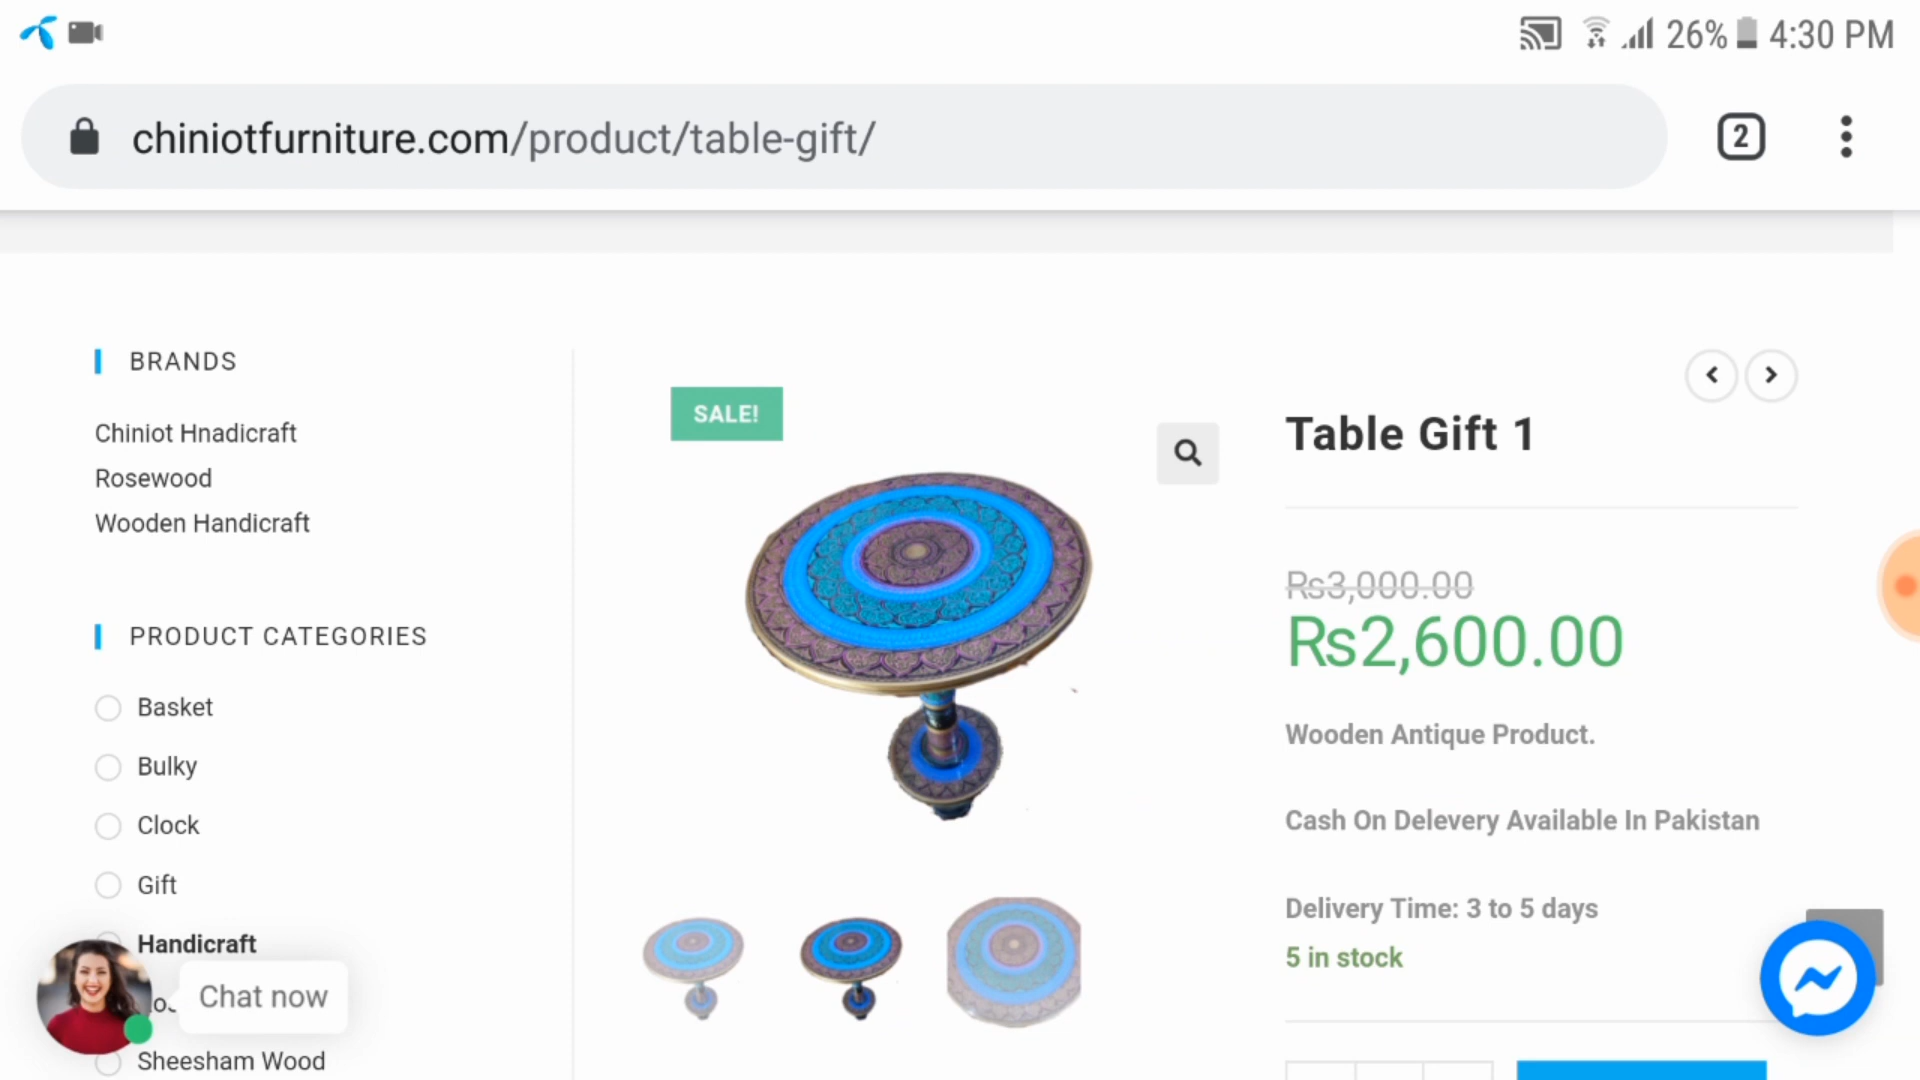 26% 4:30 PM
chiniotfurniture.com/product/table-gift/
2
BRANDS
Chiniot Hnadicraft
Rosewood
Wooden Handicraft
PRODUCT CATEGORIES
Basket
Bulky
Clock
Gift
Handicraft
Sheesham Wood
Chat now
SALE!
Table Gift 1
Rs3,000.00
Rs2,600.00
Wooden Antique Product.
Cash On Delevery Available In Pakistan
Delivery Time: 3 to 5 days
5 in stock